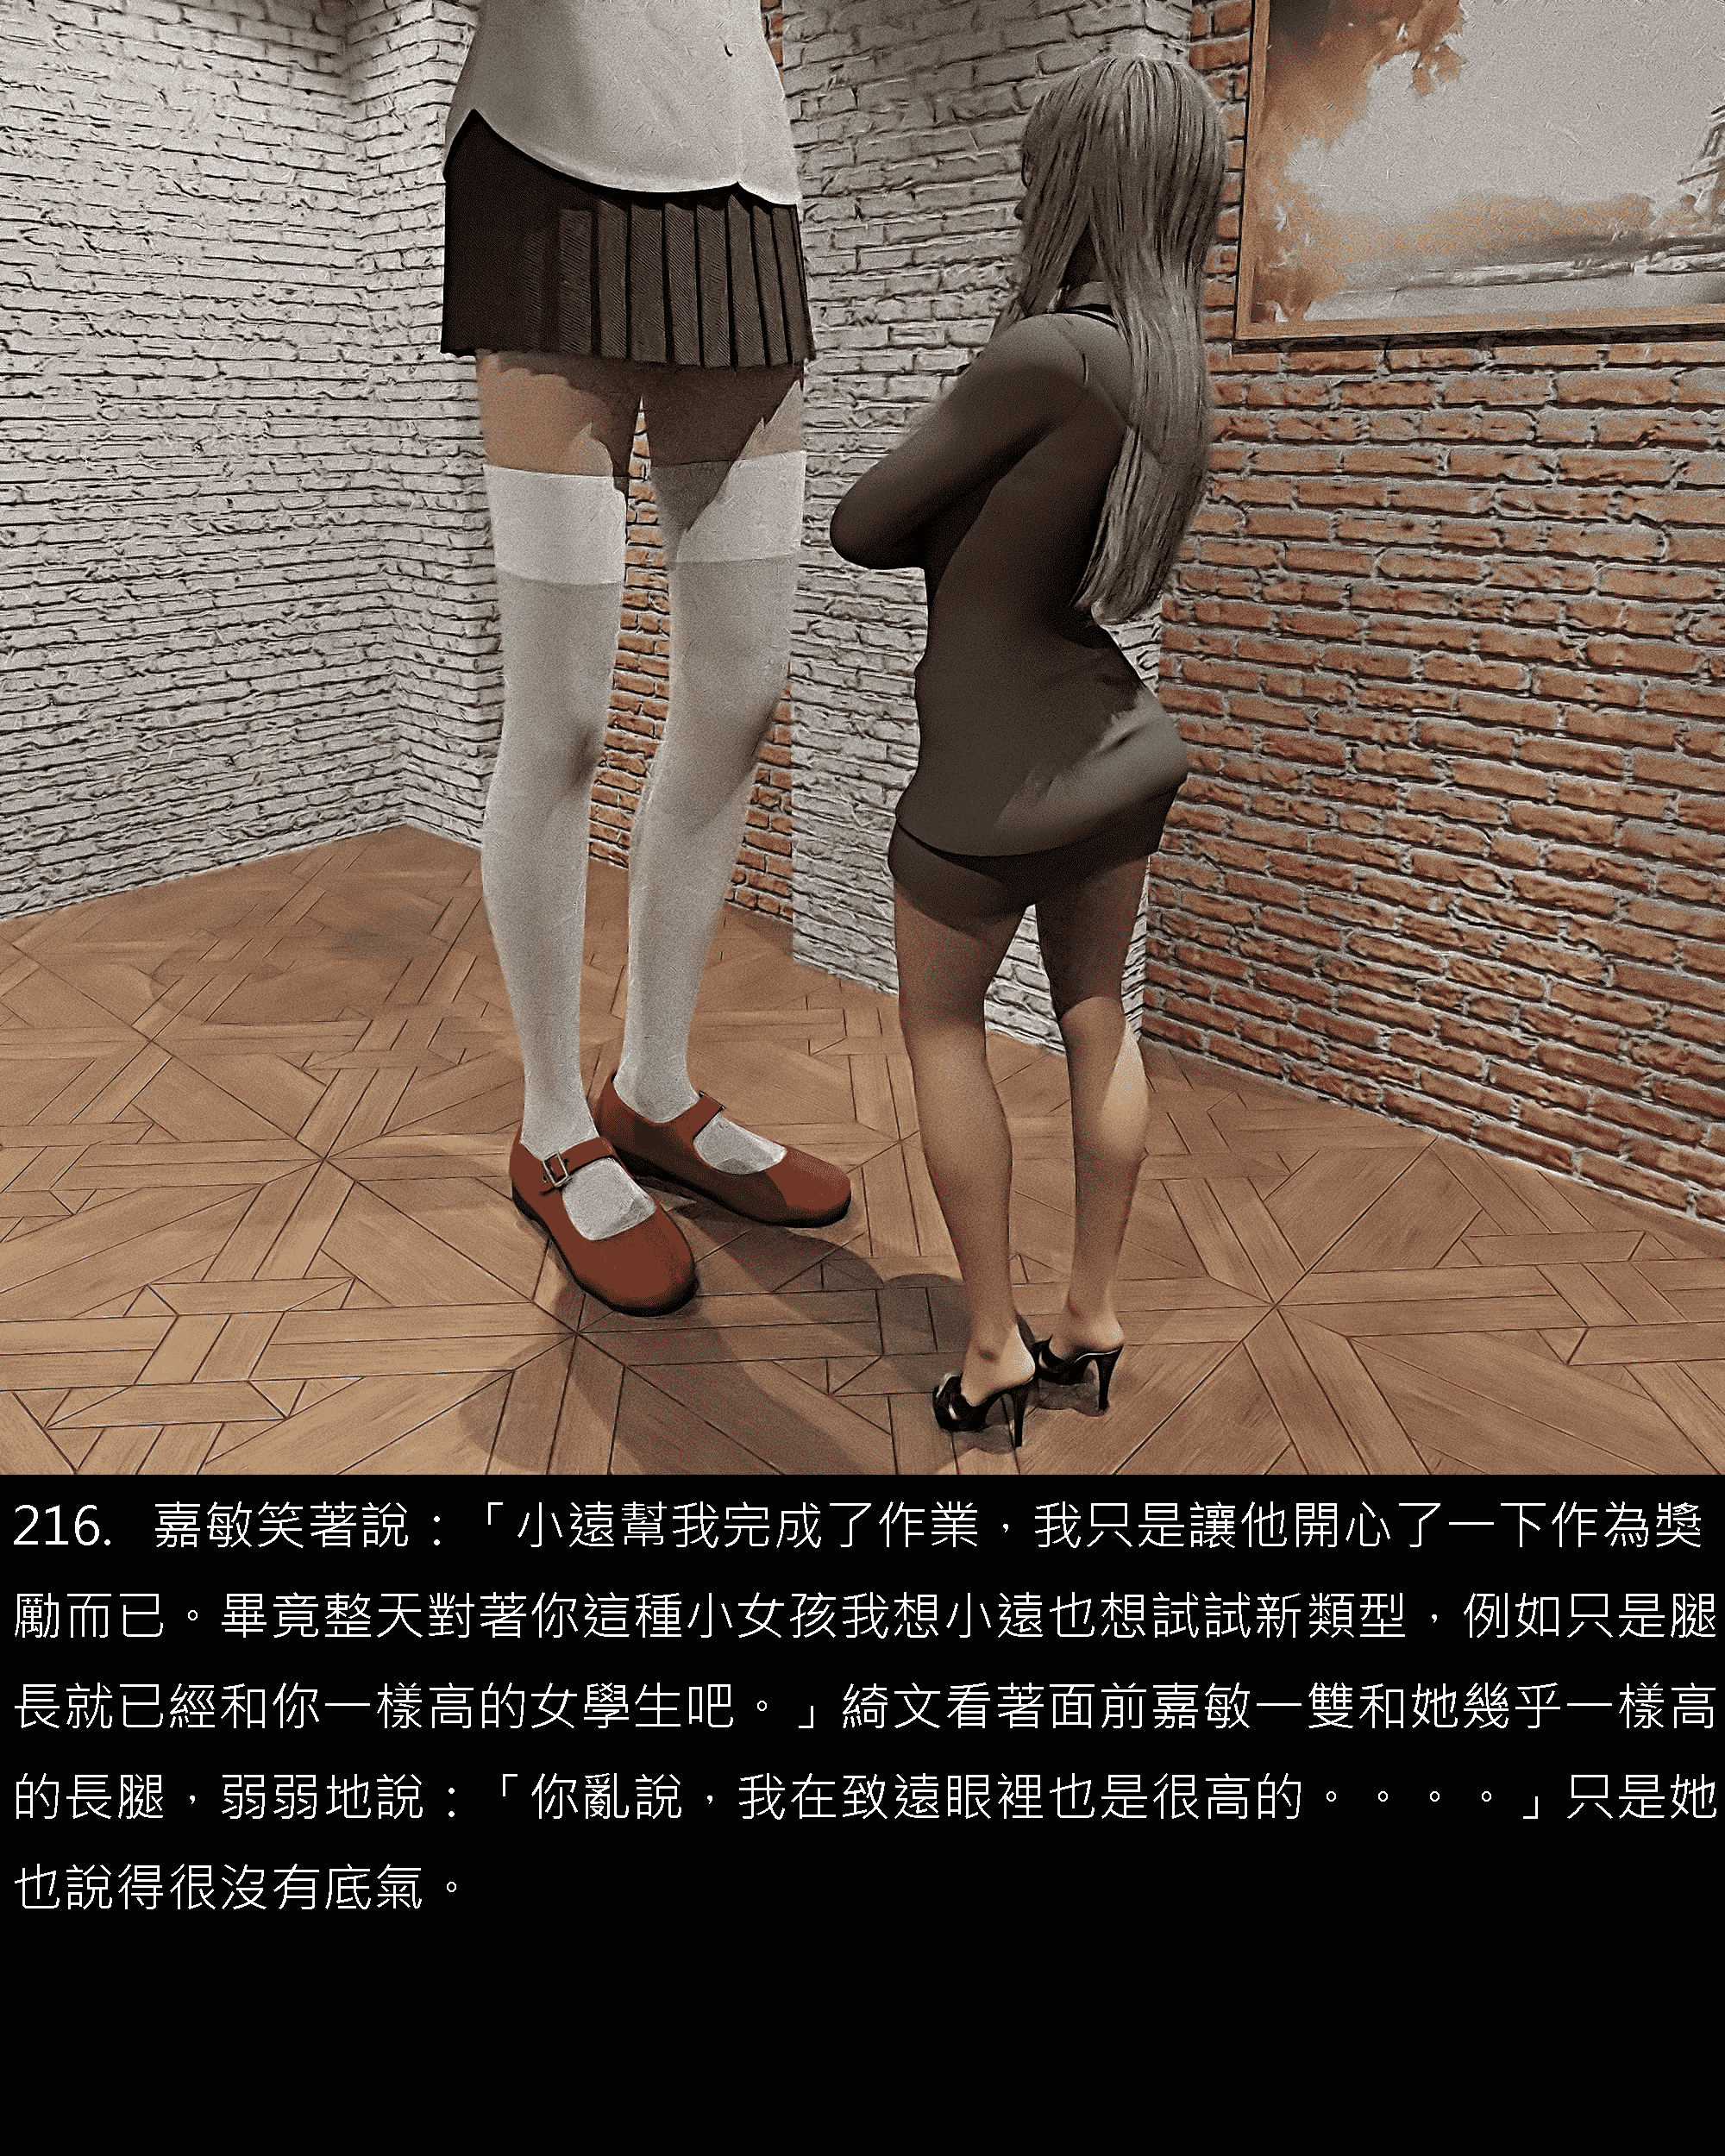 216. 嘉敏笑著說：「小遠幫我完成了作業，我只是讓他開心了一下作為獎
勵而已。畢竟整天對著你這種小女孩我想小遠也想試試新類型，例如只是腿
長就已經和你一樣高的女學生吧。」綺文看著面前嘉敏一雙和她幾乎一樣高
的長腿，弱弱地說：「你亂說，我在致遠眼裡也是很高的。。。。」只是她
也說得很沒有底氣。